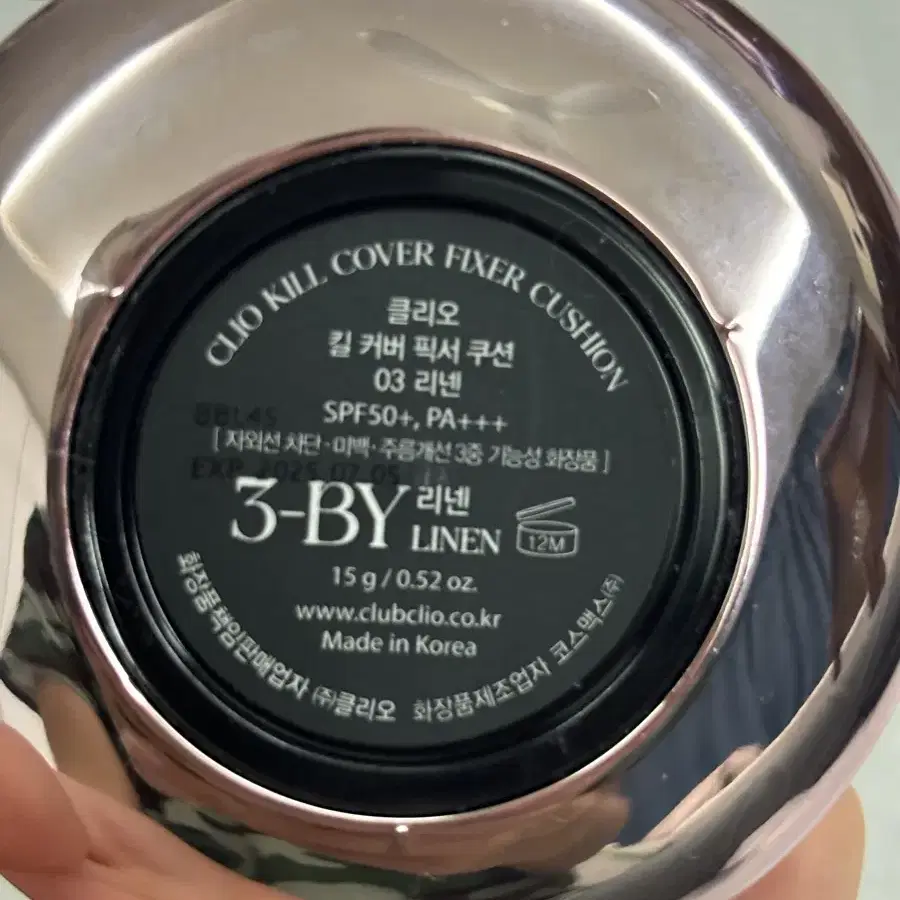 CLIO KILL COVER FIXER CUSHION
클리오
킬 커버 픽서 쿠션
03 리넨
SPF50+, PA+++
[ 자외선 차단·미백·주름개선 3중 기능성 화장품 ]
EXP 2025.07.05
3-BY 리넨
LINEN
12M
15 g / 0.52 oz.
www.clubclio.co.kr
Made in Korea
화장품책임판매업자 ㈜클리오 화장품제조업자 코스맥스㈜